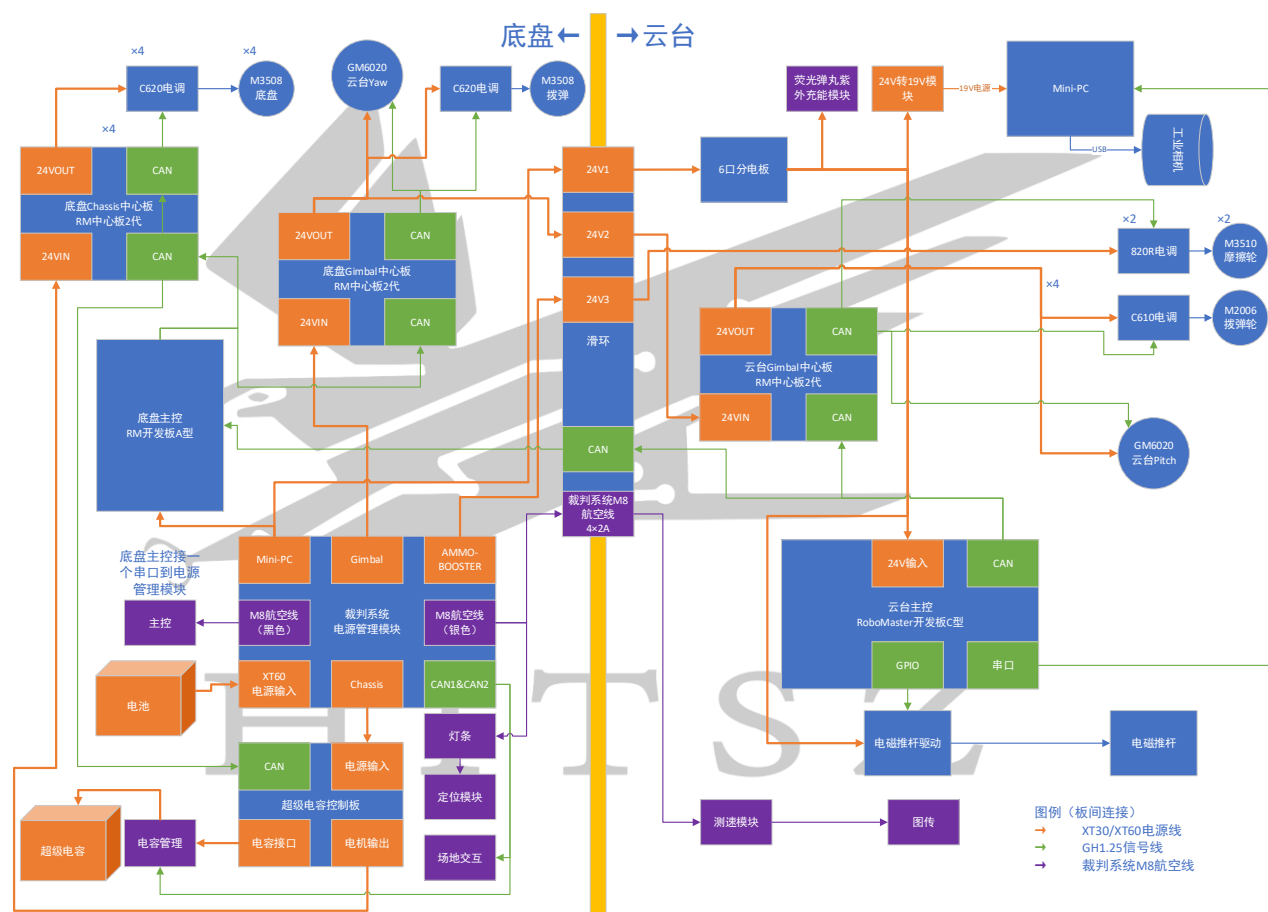 底盘← →云台
×4
×4
C620电调
M3508
底盘
GM6020
云台Yaw
C620电调
M3508
拨弹
×4
24VOUT
CAN
底盘Chassis中心板
RM中心板2代
24VIN
CAN
24VOUT
CAN
底盘Gimbal中心板
RM中心板2代
24VIN
CAN
底盘主控
RM开发板A型
24V1
24V2
24V3
滑环
CAN
裁判系统M8
航空线
4×2A
荧光弹丸紫
外充能模块
24V转19V模
块
19V电源
Mini-PC
USB
工业相机
6口分电板
×2
×2
820R电调
M3510
摩擦轮
×4
C610电调
M2006
拨弹轮
24VOUT
CAN
云台Gimbal中心板
RM中心板2代
24VIN
CAN
GM6020
云台Pitch
底盘主控接一
个串口到电源
管理模块
主控
Mini-PC
Gimbal
AMMO-
BOOSTER
M8航空线
（黑色）
裁判系统
电源管理模块
M8航空线
（银色）
XT60
电源输入
Chassis
CAN1&CAN2
电池
24V输入
CAN
云台主控
RoboMaster开发板C型
GPIO
串口
灯条
定位模块
场地交互
CAN
电源输入
超级电容控制板
电容接口
电机输出
超级电容
电容管理
电磁推杆驱动
电磁推杆
测速模块
图传
图例（板间连接）
→ XT30/XT60电源线
→ GH1.25信号线
→ 裁判系统M8航空线
HITSZ